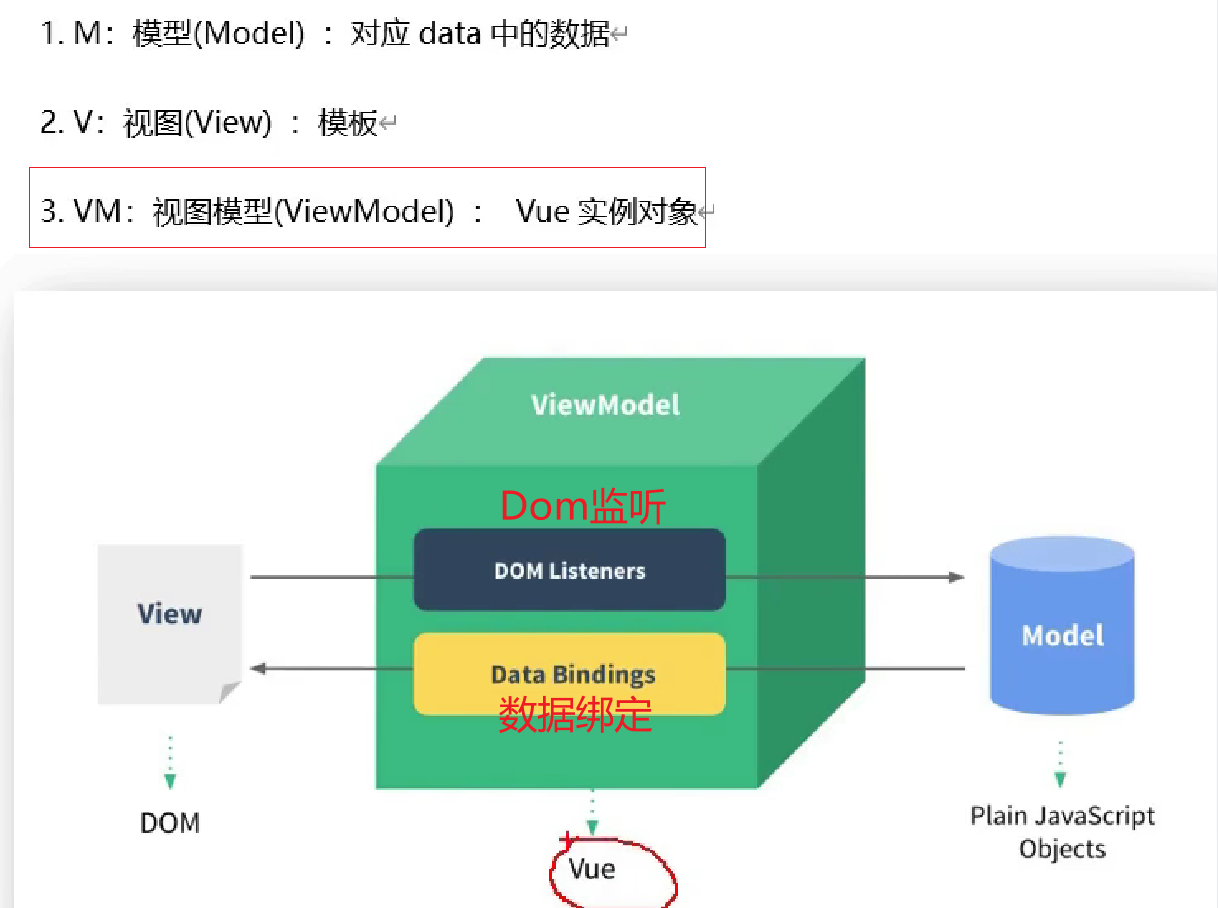 1. M：模型(Model) ：对应 data 中的数据↵
2. V：视图(View) ：模板↵
3. VM：视图模型(ViewModel) ： Vue 实例对象↵
ViewModel
Dom监听
DOM Listeners
View
Model
Data Bindings
数据绑定
DOM
Plain JavaScript
Objects
Vue